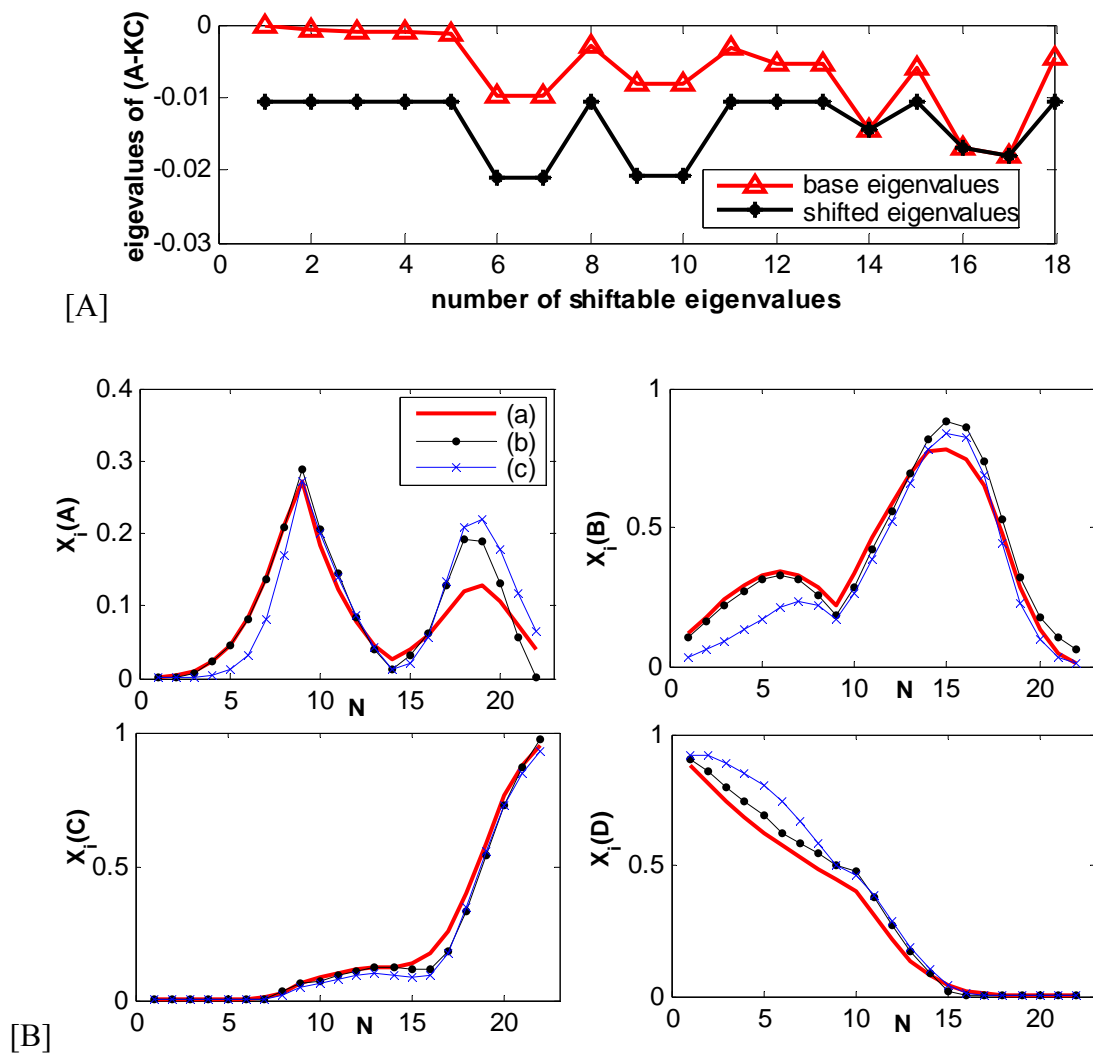 eigevalues of (A-KC)
0
-0.01
-0.02
-0.03
base eigenvalues
shifted eigenvalues
0 2 4 6 8 10 12 14 16 18
number of shiftable eigenvalues
[A]
X_i(A)
0.4
0.3
0.2
0.1
0
(a)
(b)
(c)
0 5 10 15 20
N
X_i(B)
1
0.5
0
0 5 10 15 20
N
X_i(C)
1
0.5
0
0 5 10 15 20
N
X_i(D)
1
0.5
0
0 5 10 15 20
N
[B]